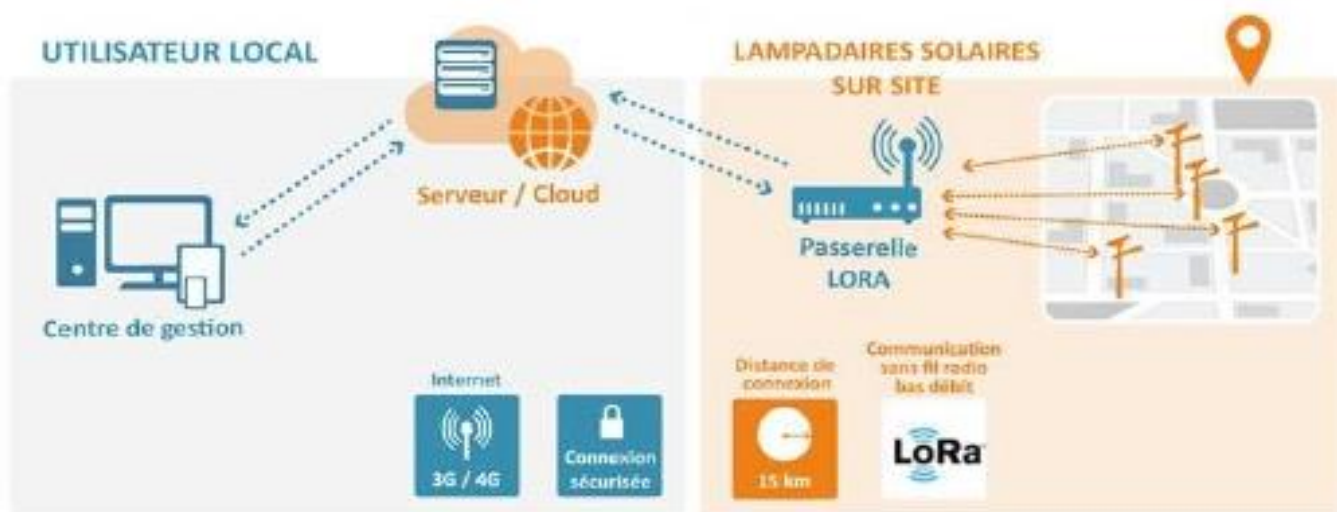 UTILISATEUR LOCAL
LAMPADAIRES SOLAIRES
SUR SITE
Serveur / Cloud
Passerelle
LORA
Centre de gestion
Internet
3G / 4G
Connexion
sécurisée
Distance de
connexion
15 km
Communication
sans fil radio
bas débit
LoRa